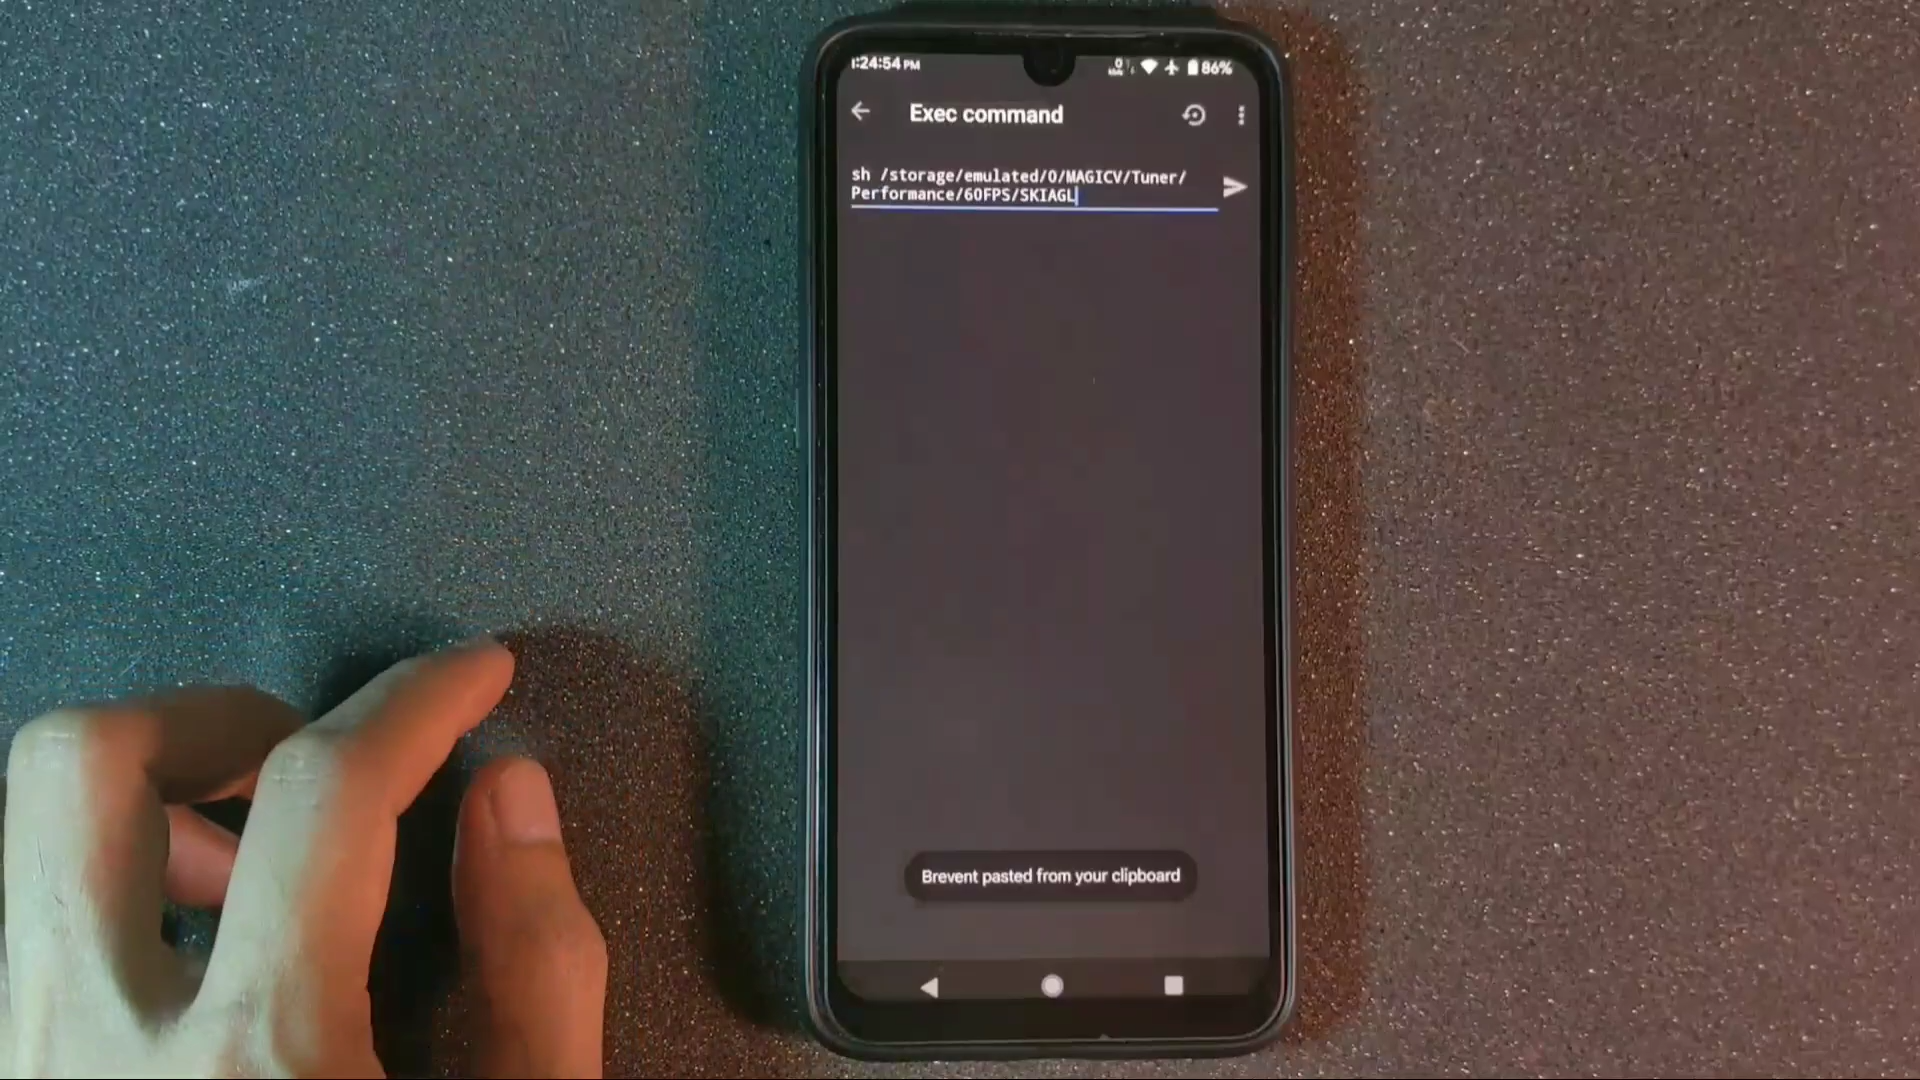 1:24:54 PM
86%
Exec command
sh /storage/emulated/0/MAGICV/Tuner/
Performance/60FPS/SKIAGL
Brevent pasted from your clipboard